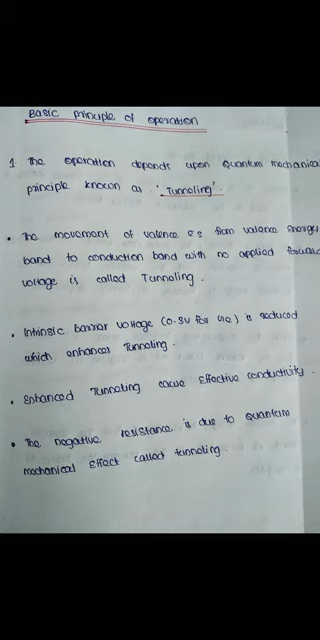 Basic Principle of operation
1 The operation depends upon Quantum mechanical
principle known as 'Tunneling'.
• The movement of valence e s from valence energy
band to conduction band with no applied forward
voltage is called Tunneling.
• Intrinsic barrier voltage (0.3V for Ge) is reduced
which enhances Tunneling.
• Enhanced Tunneling cause Effective conductivity.
• The negative resistance is due to quantum
mechanical Effect called tunneling.